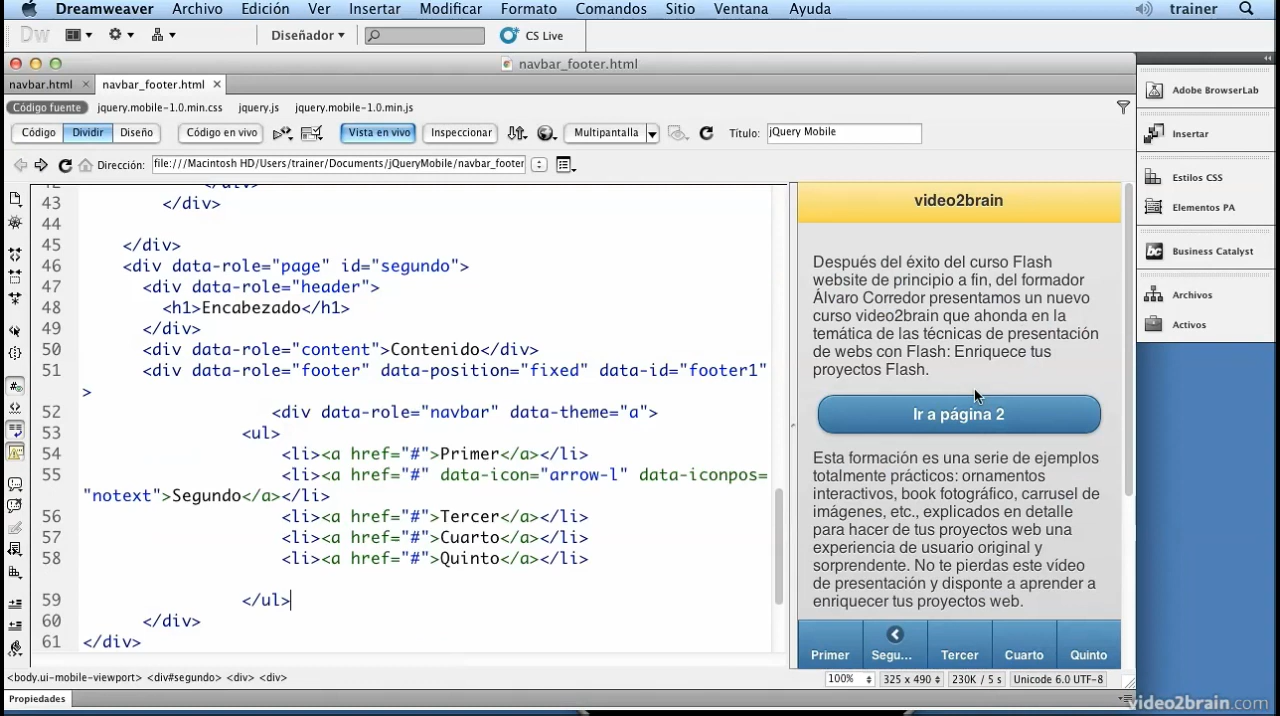 Dreamweaver Archivo Edición Ver Insertar Modificar Formato Comandos Sitio Ventana Ayuda trainer
Dw Diseñador CS Live
navbar_footer.html
navbar.html navbar_footer.html
Código fuente jquery.mobile-1.0.min.css jquery.js jquery.mobile-1.0.min.js
Código Dividir Diseño Código en vivo Vista en vivo Inspeccionar Multipantalla Título: jQuery Mobile
Dirección: file:///Macintosh HD/Users/trainer/Documents/jQueryMobile/navbar_footer
42 </div>
43 </div>
44
45 </div>
46 <div data-role="page" id="segundo">
47 <div data-role="header">
48 <h1>Encabezado</h1>
49 </div>
50 <div data-role="content">Contenido</div>
51 <div data-role="footer" data-position="fixed" data-id="footer1"
>
52 <div data-role="navbar" data-theme="a">
53 <ul>
54 <li><a href="#">Primer</a></li>
55 <li><a href="#" data-icon="arrow-l" data-iconpos=
"notext">Segundo</a></li>
56 <li><a href="#">Tercer</a></li>
57 <li><a href="#">Cuarto</a></li>
58 <li><a href="#">Quinto</a></li>
59 </ul>
60 </div>
61 </div>
video2brain
Después del éxito del curso Flash
website de principio a fin, del formador
Álvaro Corredor presentamos un nuevo
curso video2brain que ahonda en la
temática de las técnicas de presentación
de webs con Flash: Enriquece tus
proyectos Flash.
Ir a página 2
Esta formación es una serie de ejemplos
totalmente prácticos: ornamentos
interactivos, book fotográfico, carrusel de
imágenes, etc., explicados en detalle
para hacer de tus proyectos web una
experiencia de usuario original y
sorprendente. No te pierdas este vídeo
de presentación y disponte a aprender a
enriquecer tus proyectos web.
Primer Segu... Tercer Cuarto Quinto
Adobe BrowserLab
Insertar
Estilos CSS
Elementos PA
bc Business Catalyst
Archivos
Activos
<body.ui-mobile-viewport> <div#segundo> <div> <div> 100% 325 x 490 230K / 5 s Unicode 6.0 UTF-8
Propiedades
video2brain.com